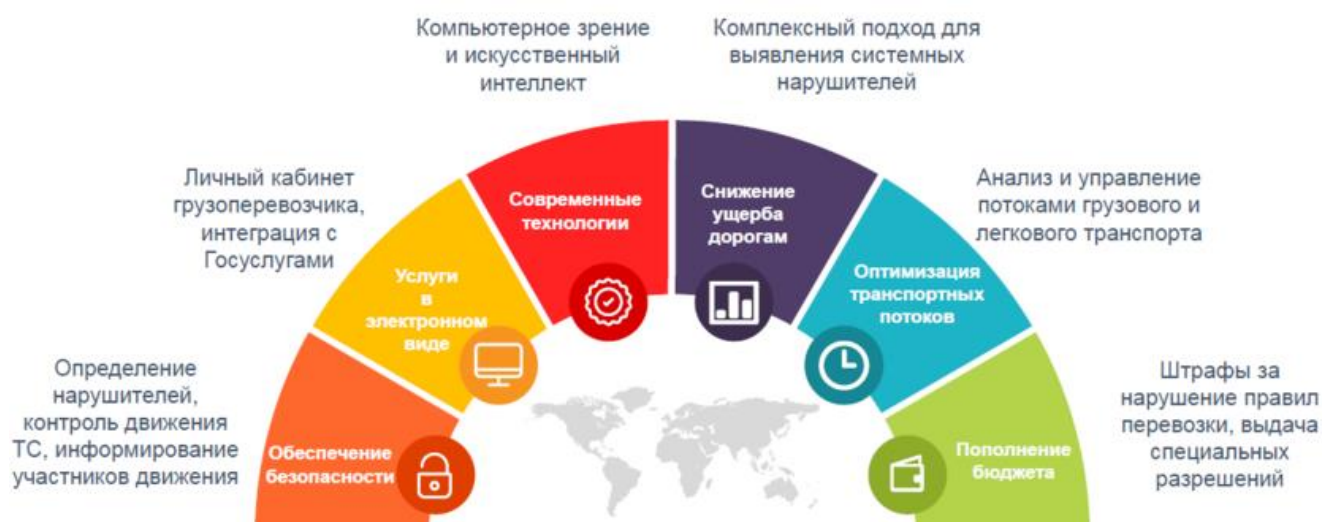 Компьютерное зрение
и искусственный
интеллект
Комплексный подход для
выявления системных
нарушителей
Личный кабинет
грузоперевозчика,
интеграция с
Госуслугами
Современные
технологии
Снижение
ущерба
дорогам
Анализ и управление
потоками грузового и
легкового транспорта
Услуги
в
электронном
виде
Оптимизация
транспортных
потоков
Определение
нарушителей,
контроль движения
ТС, информирование
участников движения
Обеспечение
безопасности
Пополнение
бюджета
Штрафы за
нарушение правил
перевозки, выдача
специальных
разрешений